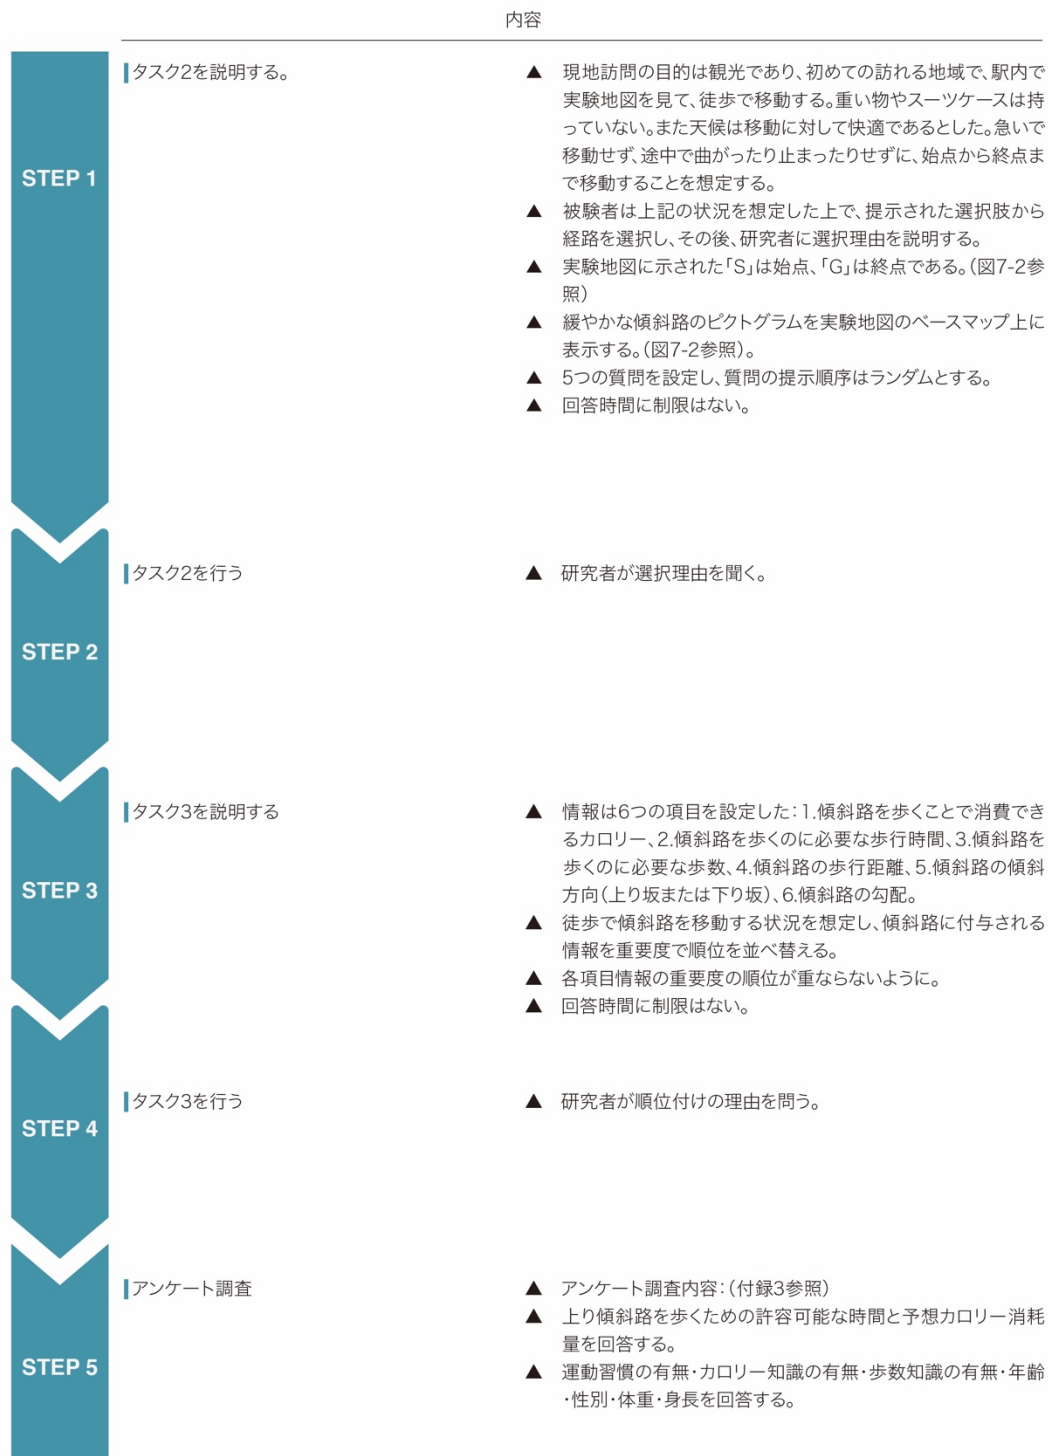 内容
STEP 1
タスク2を説明する。
▲ 現地訪問の目的は観光であり、初めての訪れる地域で、駅内で
実験地図を見て、徒歩で移動する。重い物やスーツケースは持
っていない。また天候は移動に対して快適であるとした。急いで
移動せず、途中で曲がったり止まったりせずに、始点から終点ま
で移動することを想定する。
▲ 被験者は上記の状況を想定した上で、提示された選択肢から
経路を選択し、その後、研究者に選択理由を説明する。
▲ 実験地図に示された「S」は始点、「G」は終点である。(図7-2参
照)
▲ 緩やかな傾斜路のピクトグラムを実験地図のベースマップ上に
表示する。(図7-2参照)。
▲ 5つの質問を設定し、質問の提示順序はランダムとする。
▲ 回答時間に制限はない。
STEP 2
タスク2を行う
▲ 研究者が選択理由を聞く。
STEP 3
タスク3を説明する
▲ 情報は6つの項目を設定した:1.傾斜路を歩くことで消費でき
るカロリー、2.傾斜路を歩くのに必要な歩行時間、3.傾斜路を
歩くのに必要な歩数、4.傾斜路の歩行距離、5.傾斜路の傾斜
方向(上り坂または下り坂)、6.傾斜路の勾配。
▲ 徒歩で傾斜路を移動する状況を想定し、傾斜路に付与される
情報を重要度で順位を並べ替える。
▲ 各項目情報の重要度の順位が重ならないように。
▲ 回答時間に制限はない。
STEP 4
タスク3を行う
▲ 研究者が順位付けの理由を問う。
STEP 5
アンケート調査
▲ アンケート調査内容:(付録3参照)
▲ 上り傾斜路を歩くための許容可能な時間と予想カロリー消耗
量を回答する。
▲ 運動習慣の有無・カロリー知識の有無・歩数知識の有無・年齢
・性別・体重・身長を回答する。